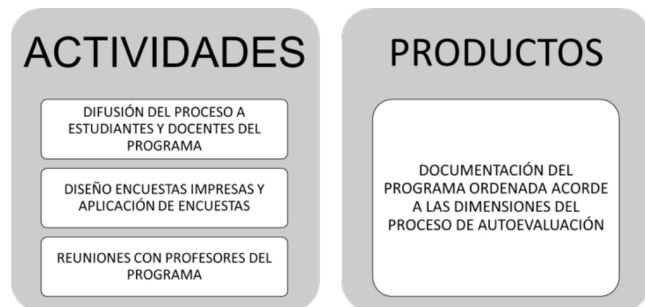 ACTIVIDADES
DIFUSIÓN DEL PROCESO A
ESTUDIANTES Y DOCENTES DEL
PROGRAMA
DISEÑO ENCUESTAS IMPRESAS Y
APLICACIÓN DE ENCUESTAS
REUNIONES CON PROFESORES DEL
PROGRAMA
PRODUCTOS
DOCUMENTACIÓN DEL
PROGRAMA ORDENADA ACORDE
A LAS DIMENSIONES DEL
PROCESO DE AUTOEVALUACIÓN